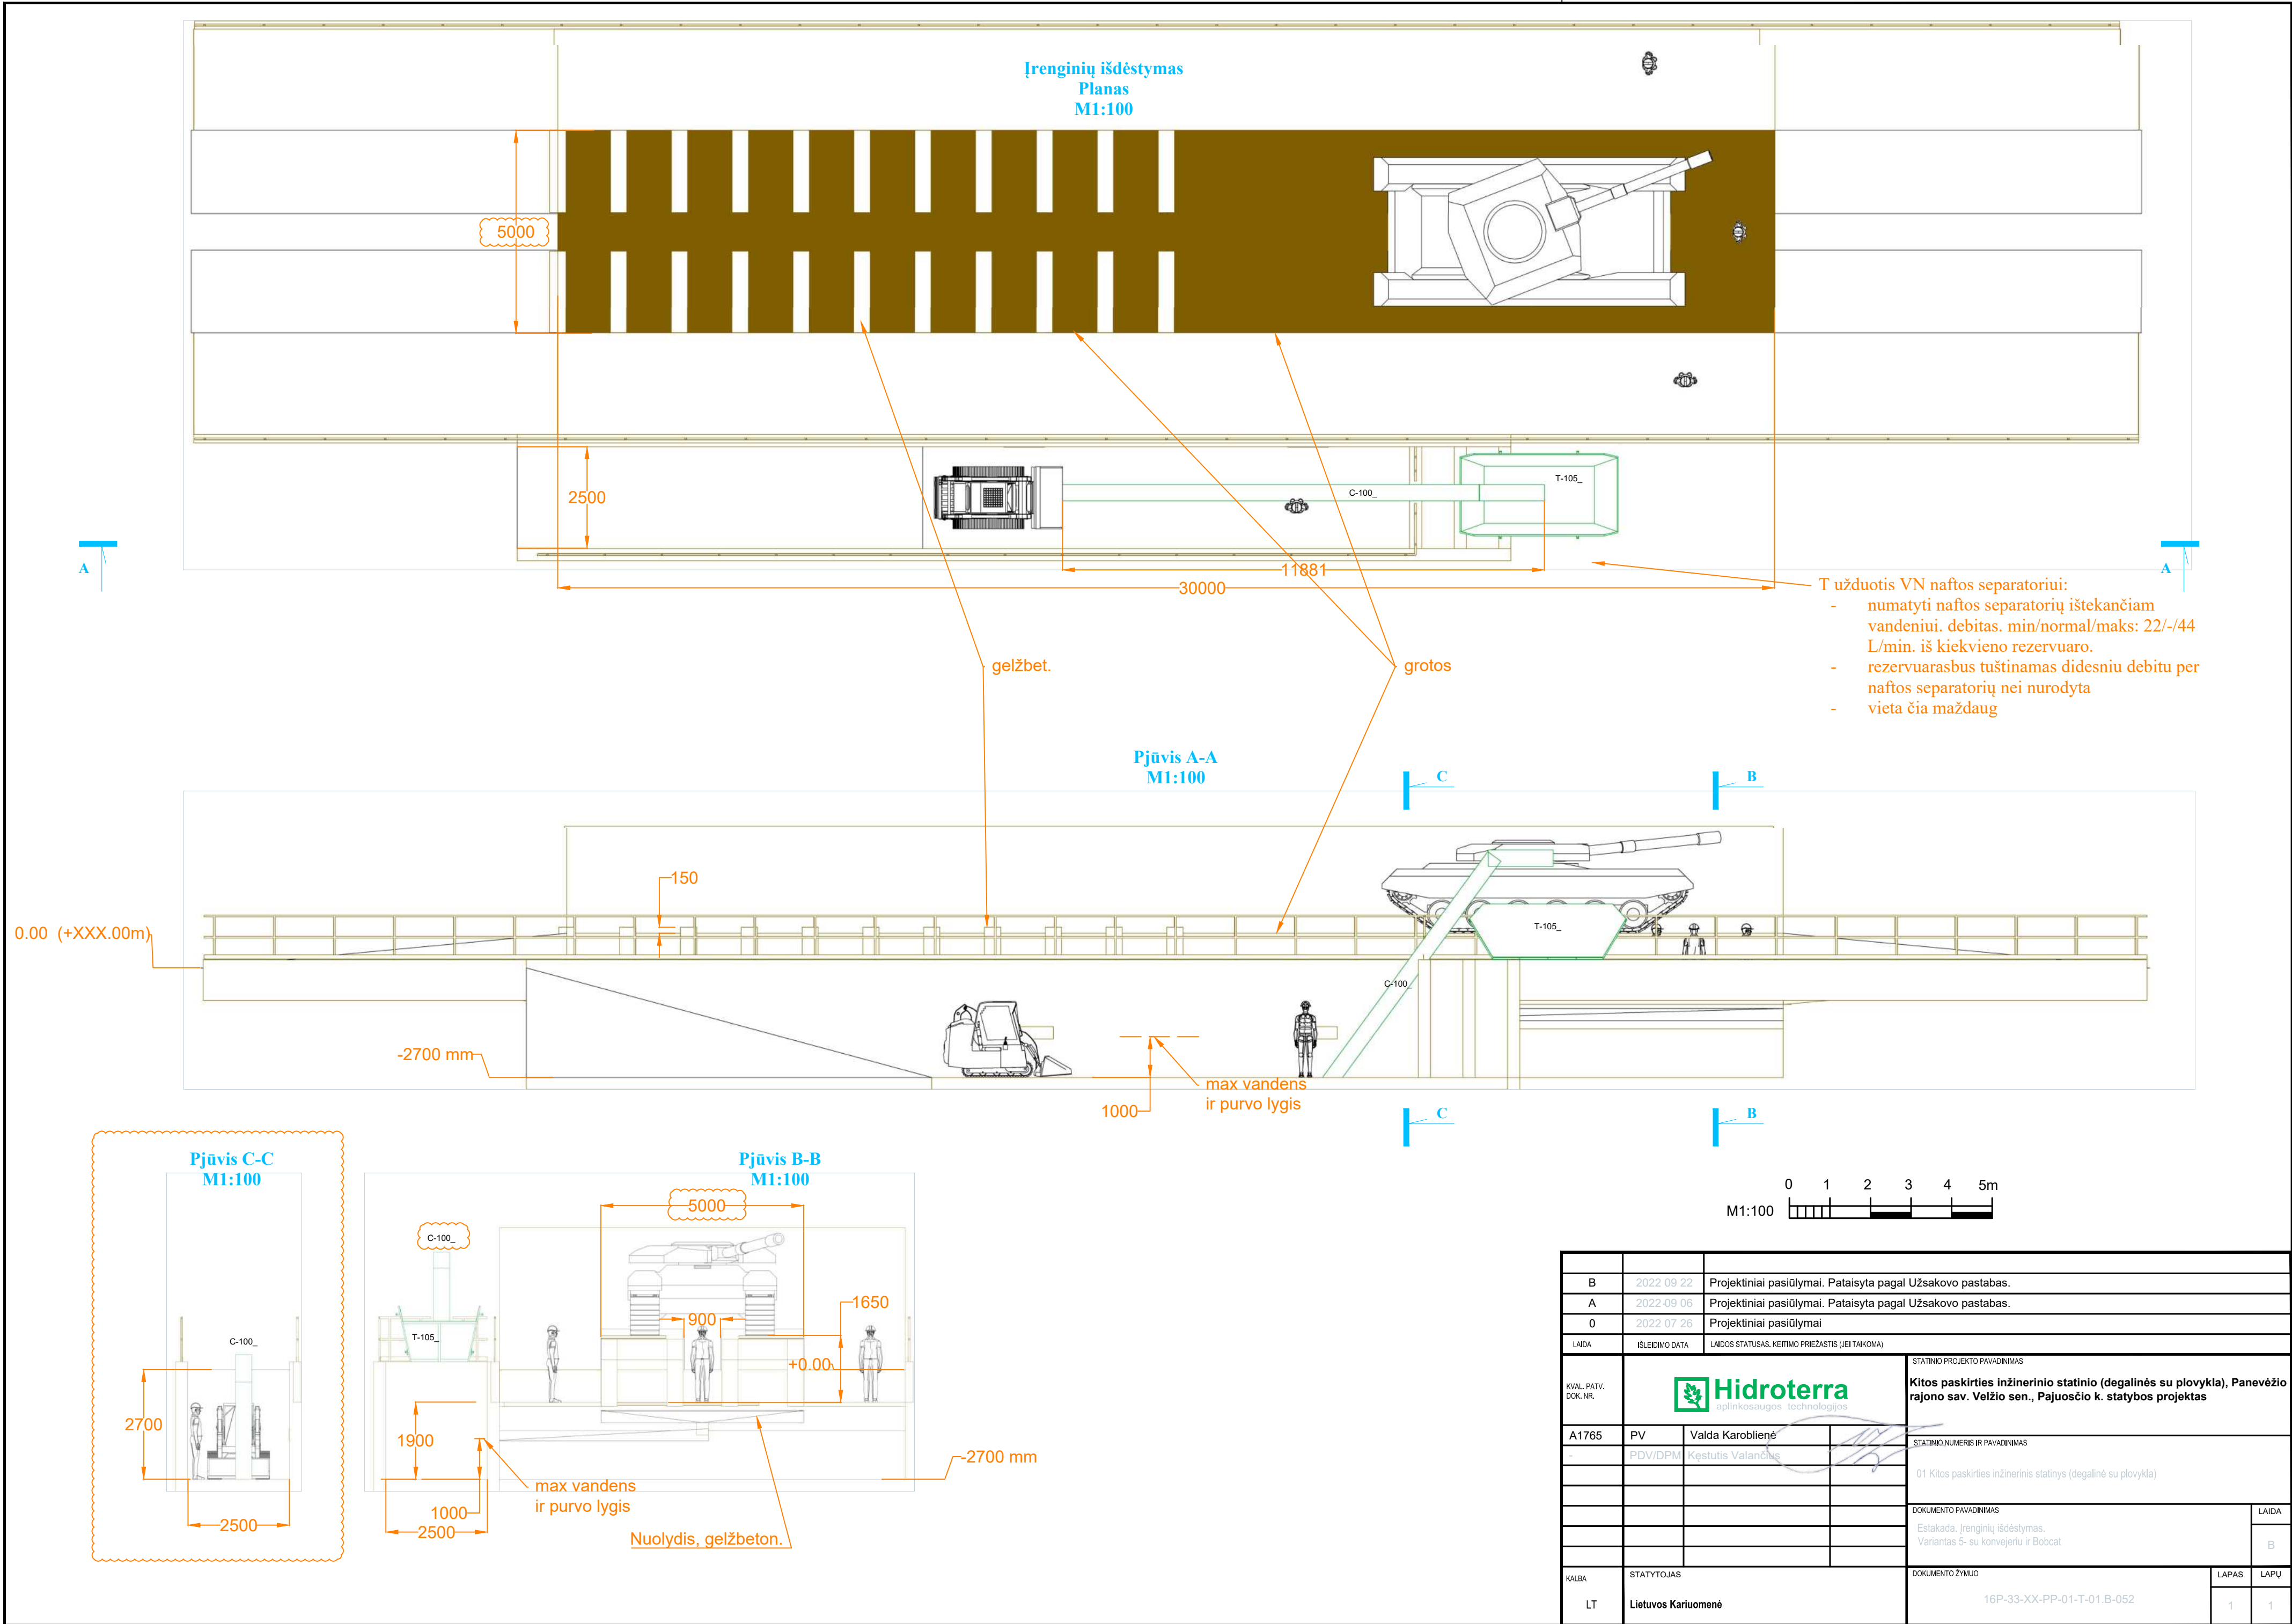 Įrenginių išdėstymas
Planas
M1:100
5000
2500
C-100_
T-105_
A
A
11881
30000
T užduotis VN naftos separatoriui:
- numatyti naftos separatorių ištekančiam
vandeniui. debitas. min/normal/maks: 22/-/44
L/min. iš kiekvieno rezervuaro.
- rezervuarasbus tuštinamas didesniu debitu per
naftos separatorių nei nurodyta
- vieta čia maždaug
gelžbet.
grotos
Pjūvis A-A
M1:100
C
B
150
0.00 (+XXX.00m)
T-105_
C-100_
-2700 mm
max vandens
ir purvo lygis
1000
C
B
Pjūvis C-C
M1:100
C-100_
2700
2500
Pjūvis B-B
M1:100
5000
C-100_
T-105_
900
1650
+0.00
1900
-2700 mm
max vandens
ir purvo lygis
1000
2500
Nuolydis, gelžbeton.
0 1 2 3 4 5m
M1:100
B 2022 09 22 Projektiniai pasiūlymai. Pataisyta pagal Užsakovo pastabas.
A 2022-09 06 Projektiniai pasiūlymai. Pataisyta pagal Užsakovo pastabas.
0 2022 07 26 Projektiniai pasiūlymai
LAIDA IŠLEIDIMO DATA LAIDOS STATUSAS. KEITIMO PRIEŽASTIS (JEI TAIKOMA)
KVAL. PATV.
DOK. NR.
Hidroterra
aplinkosaugos technologijos
STATINIO PROJEKTO PAVADINIMAS
Kitos paskirties inžinerinio statinio (degalinės su plovykla), Panevėžio
rajono sav. Velžio sen., Pajuosčio k. statybos projektas
A1765 PV Valda Karoblienė
- PDV/DPM Kęstutis Valančius
STATINIO NUMERIS IR PAVADINIMAS
01 Kitos paskirties inžinerinis statinys (degalinė su plovykla)
DOKUMENTO PAVADINIMAS
LAIDA
Estakada, Įrenginių išdėstymas,
Variantas 5- su konvejeriu ir Bobcat
B
KALBA
STATYTOJAS
DOKUMENTO ŽYMUO
LAPAS LAPŲ
LT
Lietuvos Kariuomenė
16P-33-XX-PP-01-T-01.B-052
1 1